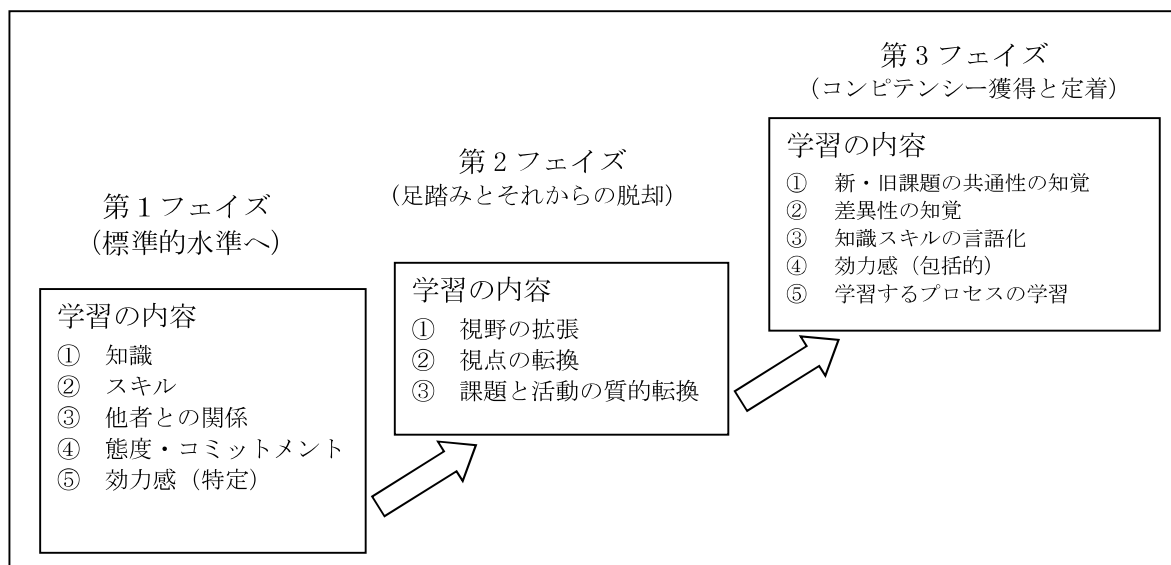 第１フェイズ
（標準的水準へ）
学習の内容
① 知識
② スキル
③ 他者との関係
④ 態度・コミットメント
⑤ 効力感（特定）
第２フェイズ
（足踏みとそれからの脱却）
学習の内容
① 視野の拡張
② 視点の転換
③ 課題と活動の質的転換
第３フェイズ
（コンピテンシー獲得と定着）
学習の内容
① 新・旧課題の共通性の知覚
② 差異性の知覚
③ 知識スキルの言語化
④ 効力感（包括的）
⑤ 学習するプロセスの学習